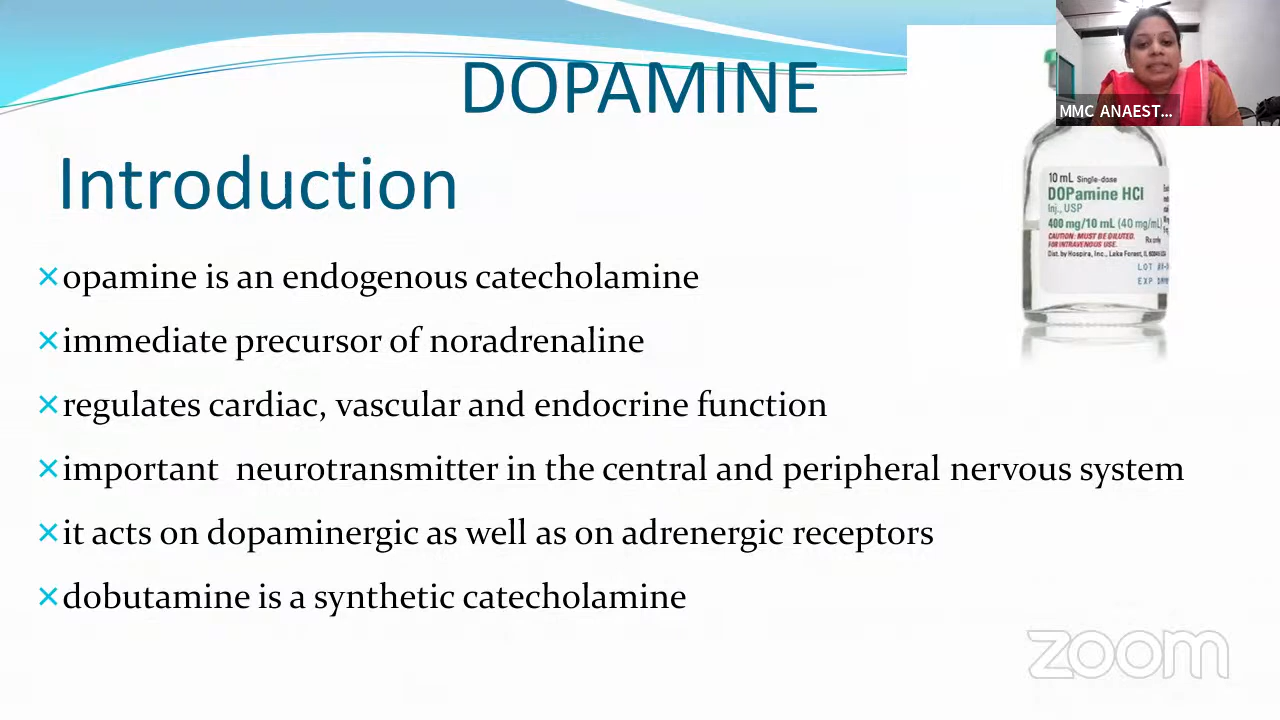 DOPAMINE
MMC ANAEST...
Introduction
10 mL Single-dose
DOPamine HCl
Inj., USP
400 mg/10 mL (40 mg/mL)
CAUTION: MUST BE DILUTED.
FOR INTRAVENOUS USE.
Rx only
Dist. by Hospira, Inc., Lake Forest, IL
LOT
EXP
opamine is an endogenous catecholamine
immediate precursor of noradrenaline
regulates cardiac, vascular and endocrine function
important neurotransmitter in the central and peripheral nervous system
it acts on dopaminergic as well as on adrenergic receptors
dobutamine is a synthetic catecholamine
zoom